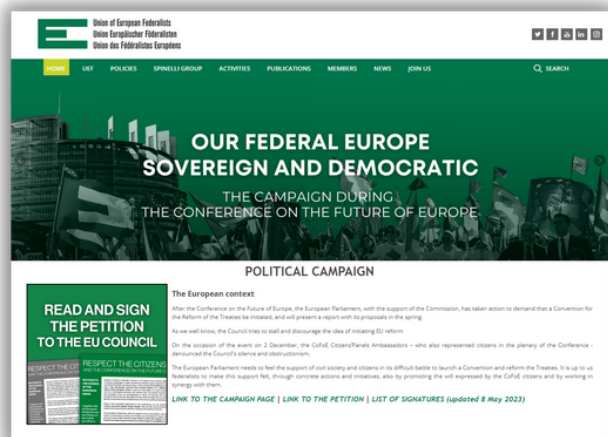 Union of European Federalists
Union Europäischer Föderalisten
Union des Fédéralistes Européens
HOME UEF POLICIES SPINELLI GROUP ACTIVITIES PUBLICATIONS MEMBERS NEWS JOIN US SEARCH
OUR FEDERAL EUROPE
SOVEREIGN AND DEMOCRATIC
THE CAMPAIGN DURING
THE CONFERENCE ON THE FUTURE OF EUROPE
POLITICAL CAMPAIGN
READ AND SIGN
THE PETITION
TO THE EU COUNCIL
RESPECT THE CITIZENS
RESPECT THE CITIZENS
The European context
After the Conference on the Future of Europe, the European Parliament, with the support of the Commission, has taken action to demand that a Convention for
the Reform of the Treaties be initiated, and will present a report with its proposals in the spring.
As we well know, the Council tries to stall and discourage the idea of initiating EU reform
On the occasion of the event on 2 December, the CoFoE Citizens'Panels Ambassadors – who also represented citizens in the plenary of the Conference -
denounced the Council's silence and obstructionism.
The European Parliament needs to feel the support of civil society and citizens in its difficult battle to launch a Convention and reform the Treaties. It is up to us
federalists to make this support felt, through concrete actions and initiatives, also by promoting the will expressed by the CoFoE citizens and by working in
synergy with them.
LINK TO THE CAMPAIGN PAGE | LINK TO THE PETITION | LIST OF SIGNATURES (updated 8 May 2023)